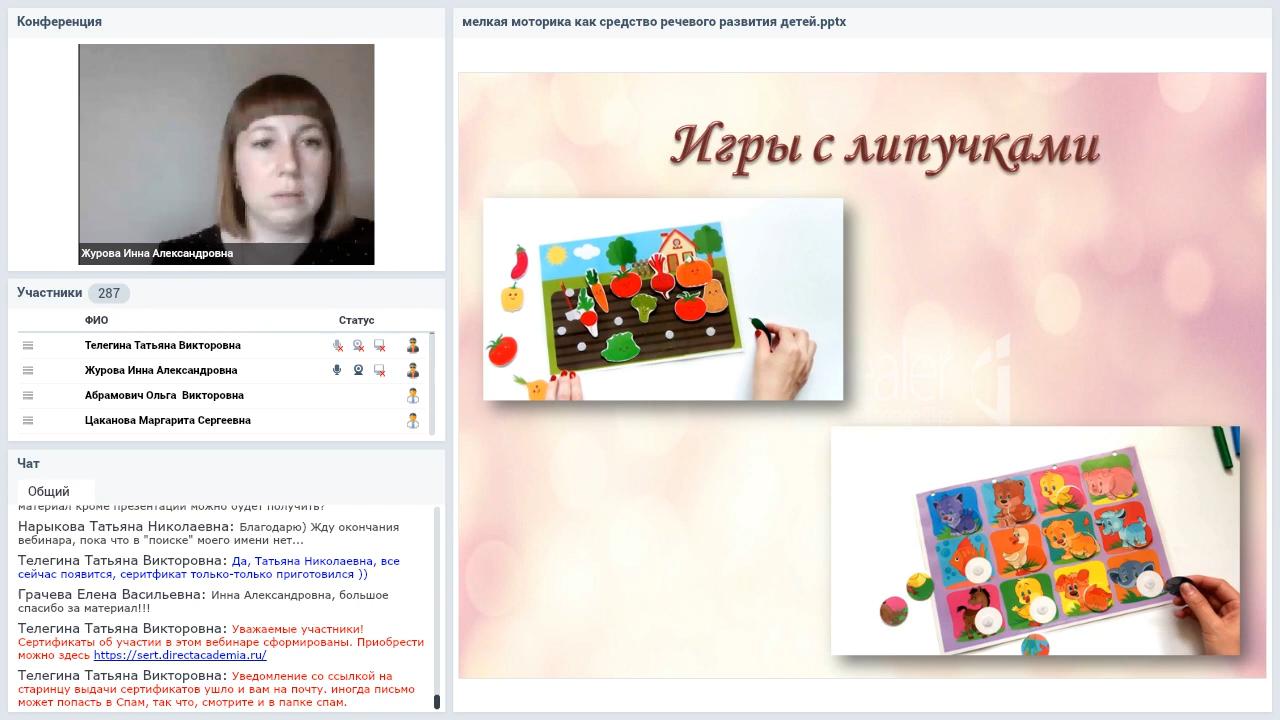 Конференция
Журова Инна Александровна
Участники 287
ФИО Статус
Телегина Татьяна Викторовна
Журова Инна Александровна
Абрамович Ольга Викторовна
Цаканова Маргарита Сергеевна
Чат
Общий
материал кроме презентации можно будет получить?
Нарыкова Татьяна Николаевна: Благодарю) Жду окончания
вебинара, пока что в "поиске" моего имени нет...
Телегина Татьяна Викторовна: Да, Татьяна Николаевна, все
сейчас появится, серитфикат только-только приготовился ))
Грачева Елена Васильевна: Инна Александровна, большое
спасибо за материал!!!
Телегина Татьяна Викторовна: Уважаемые участники!
Сертификаты об участии в этом вебинаре сформированы. Приобрести
можно здесь https://sert.directacademia.ru/
Телегина Татьяна Викторовна: Уведомление со ссылкой на
старинцу выдачи сертификатов ушло и вам на почту. иногда письмо
может попасть в Спам, так что, смотрите и в папке спам.
мелкая моторика как средство речевого развития детей.pptx
Игры с липучками